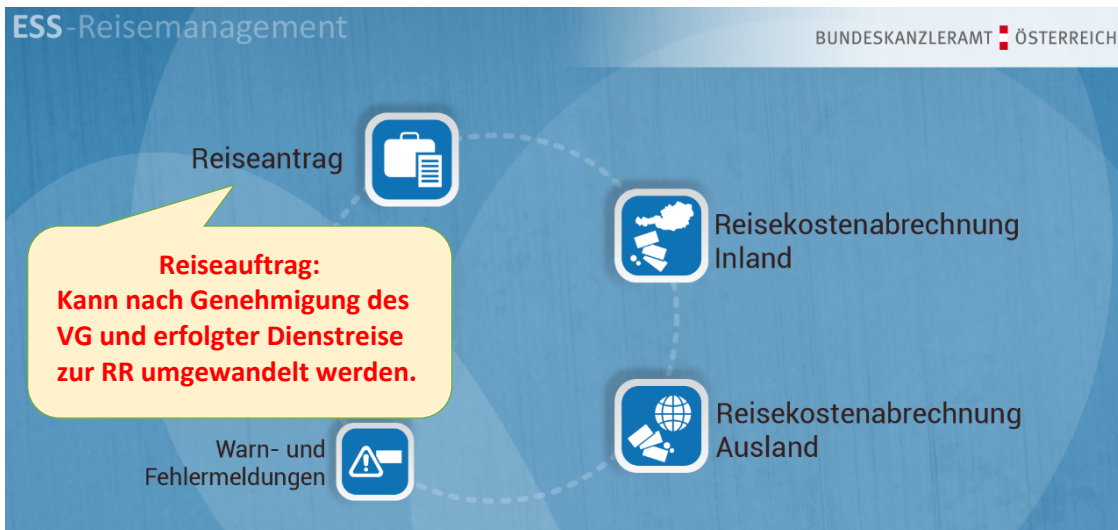 ESS-Reisemanagement
BUNDESKANZLERAMT ÖSTERREICH
Reiseantrag
Reisekostenabrechnung
Inland
Reiseauftrag:
Kann nach Genehmigung des
VG und erfolgter Dienstreise
zur RR umgewandelt werden.
Reisekostenabrechnung
Ausland
Warn- und
Fehlermeldungen